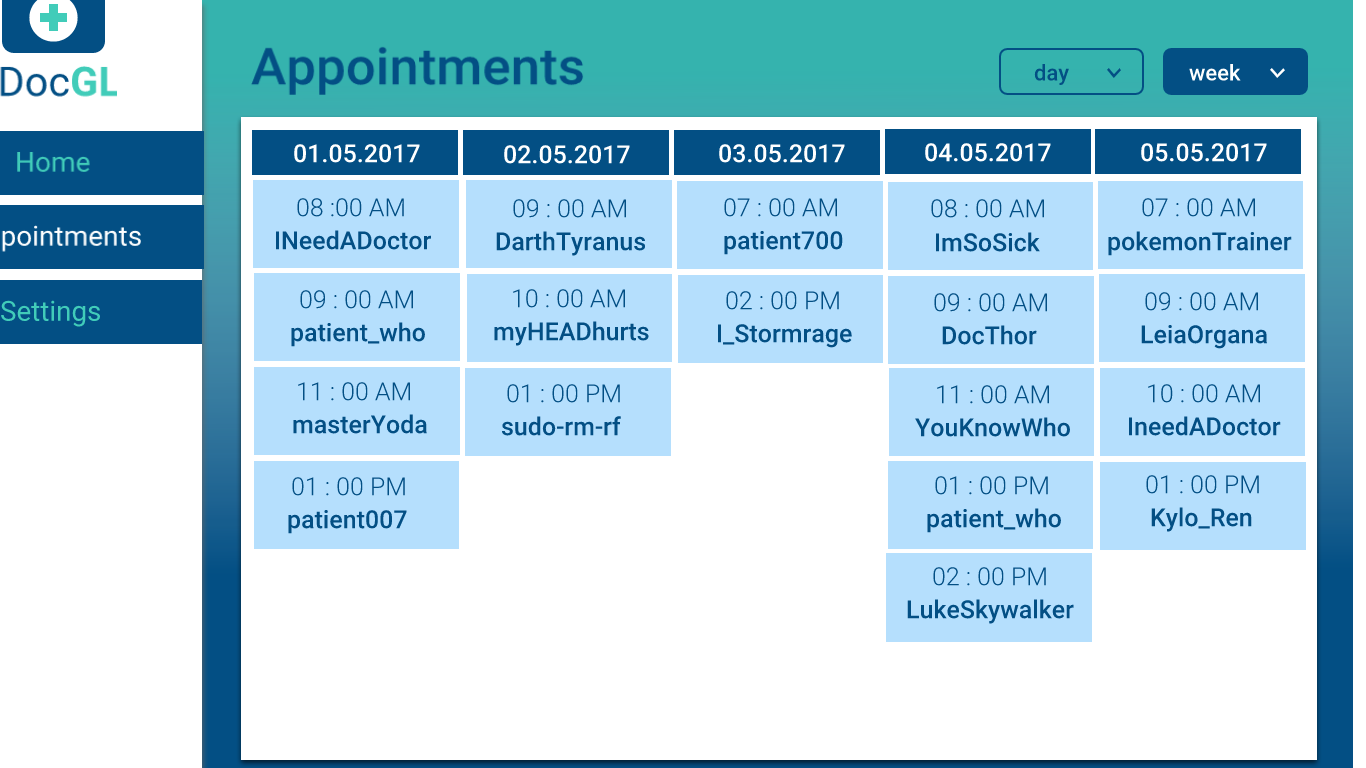 DocGL
Home
pointments
Settings
Appointments
day
week
01.05.2017
08 :00 AM
INeedADoctor
09 : 00 AM
patient_who
11 : 00 AM
masterYoda
01 : 00 PM
patient007
02.05.2017
09 : 00 AM
DarthTyranus
10 : 00 AM
myHEADhurts
01 : 00 PM
sudo-rm-rf
03.05.2017
07 : 00 AM
patient700
02 : 00 PM
I_Stormrage
04.05.2017
08 : 00 AM
ImSoSick
09 : 00 AM
DocThor
11 : 00 AM
YouKnowWho
01 : 00 PM
patient_who
02 : 00 PM
LukeSkywalker
05.05.2017
07 : 00 AM
pokemonTrainer
09 : 00 AM
LeiaOrgana
10 : 00 AM
IneedADoctor
01 : 00 PM
Kylo_Ren